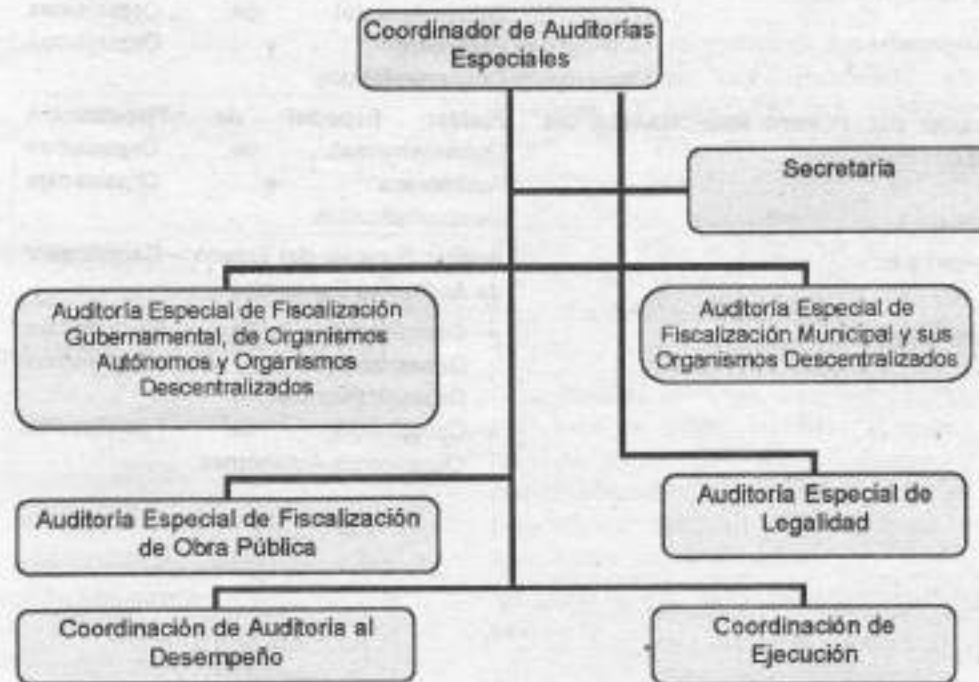 Coordinador de Auditorías
Especiales
Secretaria
Auditoría Especial de Fiscalización
Gubernamental, de Organismos
Autónomos y Organismos
Descentralizados
Auditoría Especial de
Fiscalización Municipal y sus
Organismos Descentralizados
Auditoría Especial de Fiscalización
de Obra Pública
Auditoría Especial de
Legalidad
Coordinación de Auditoria al
Desempeño
Coordinación de
Ejecución